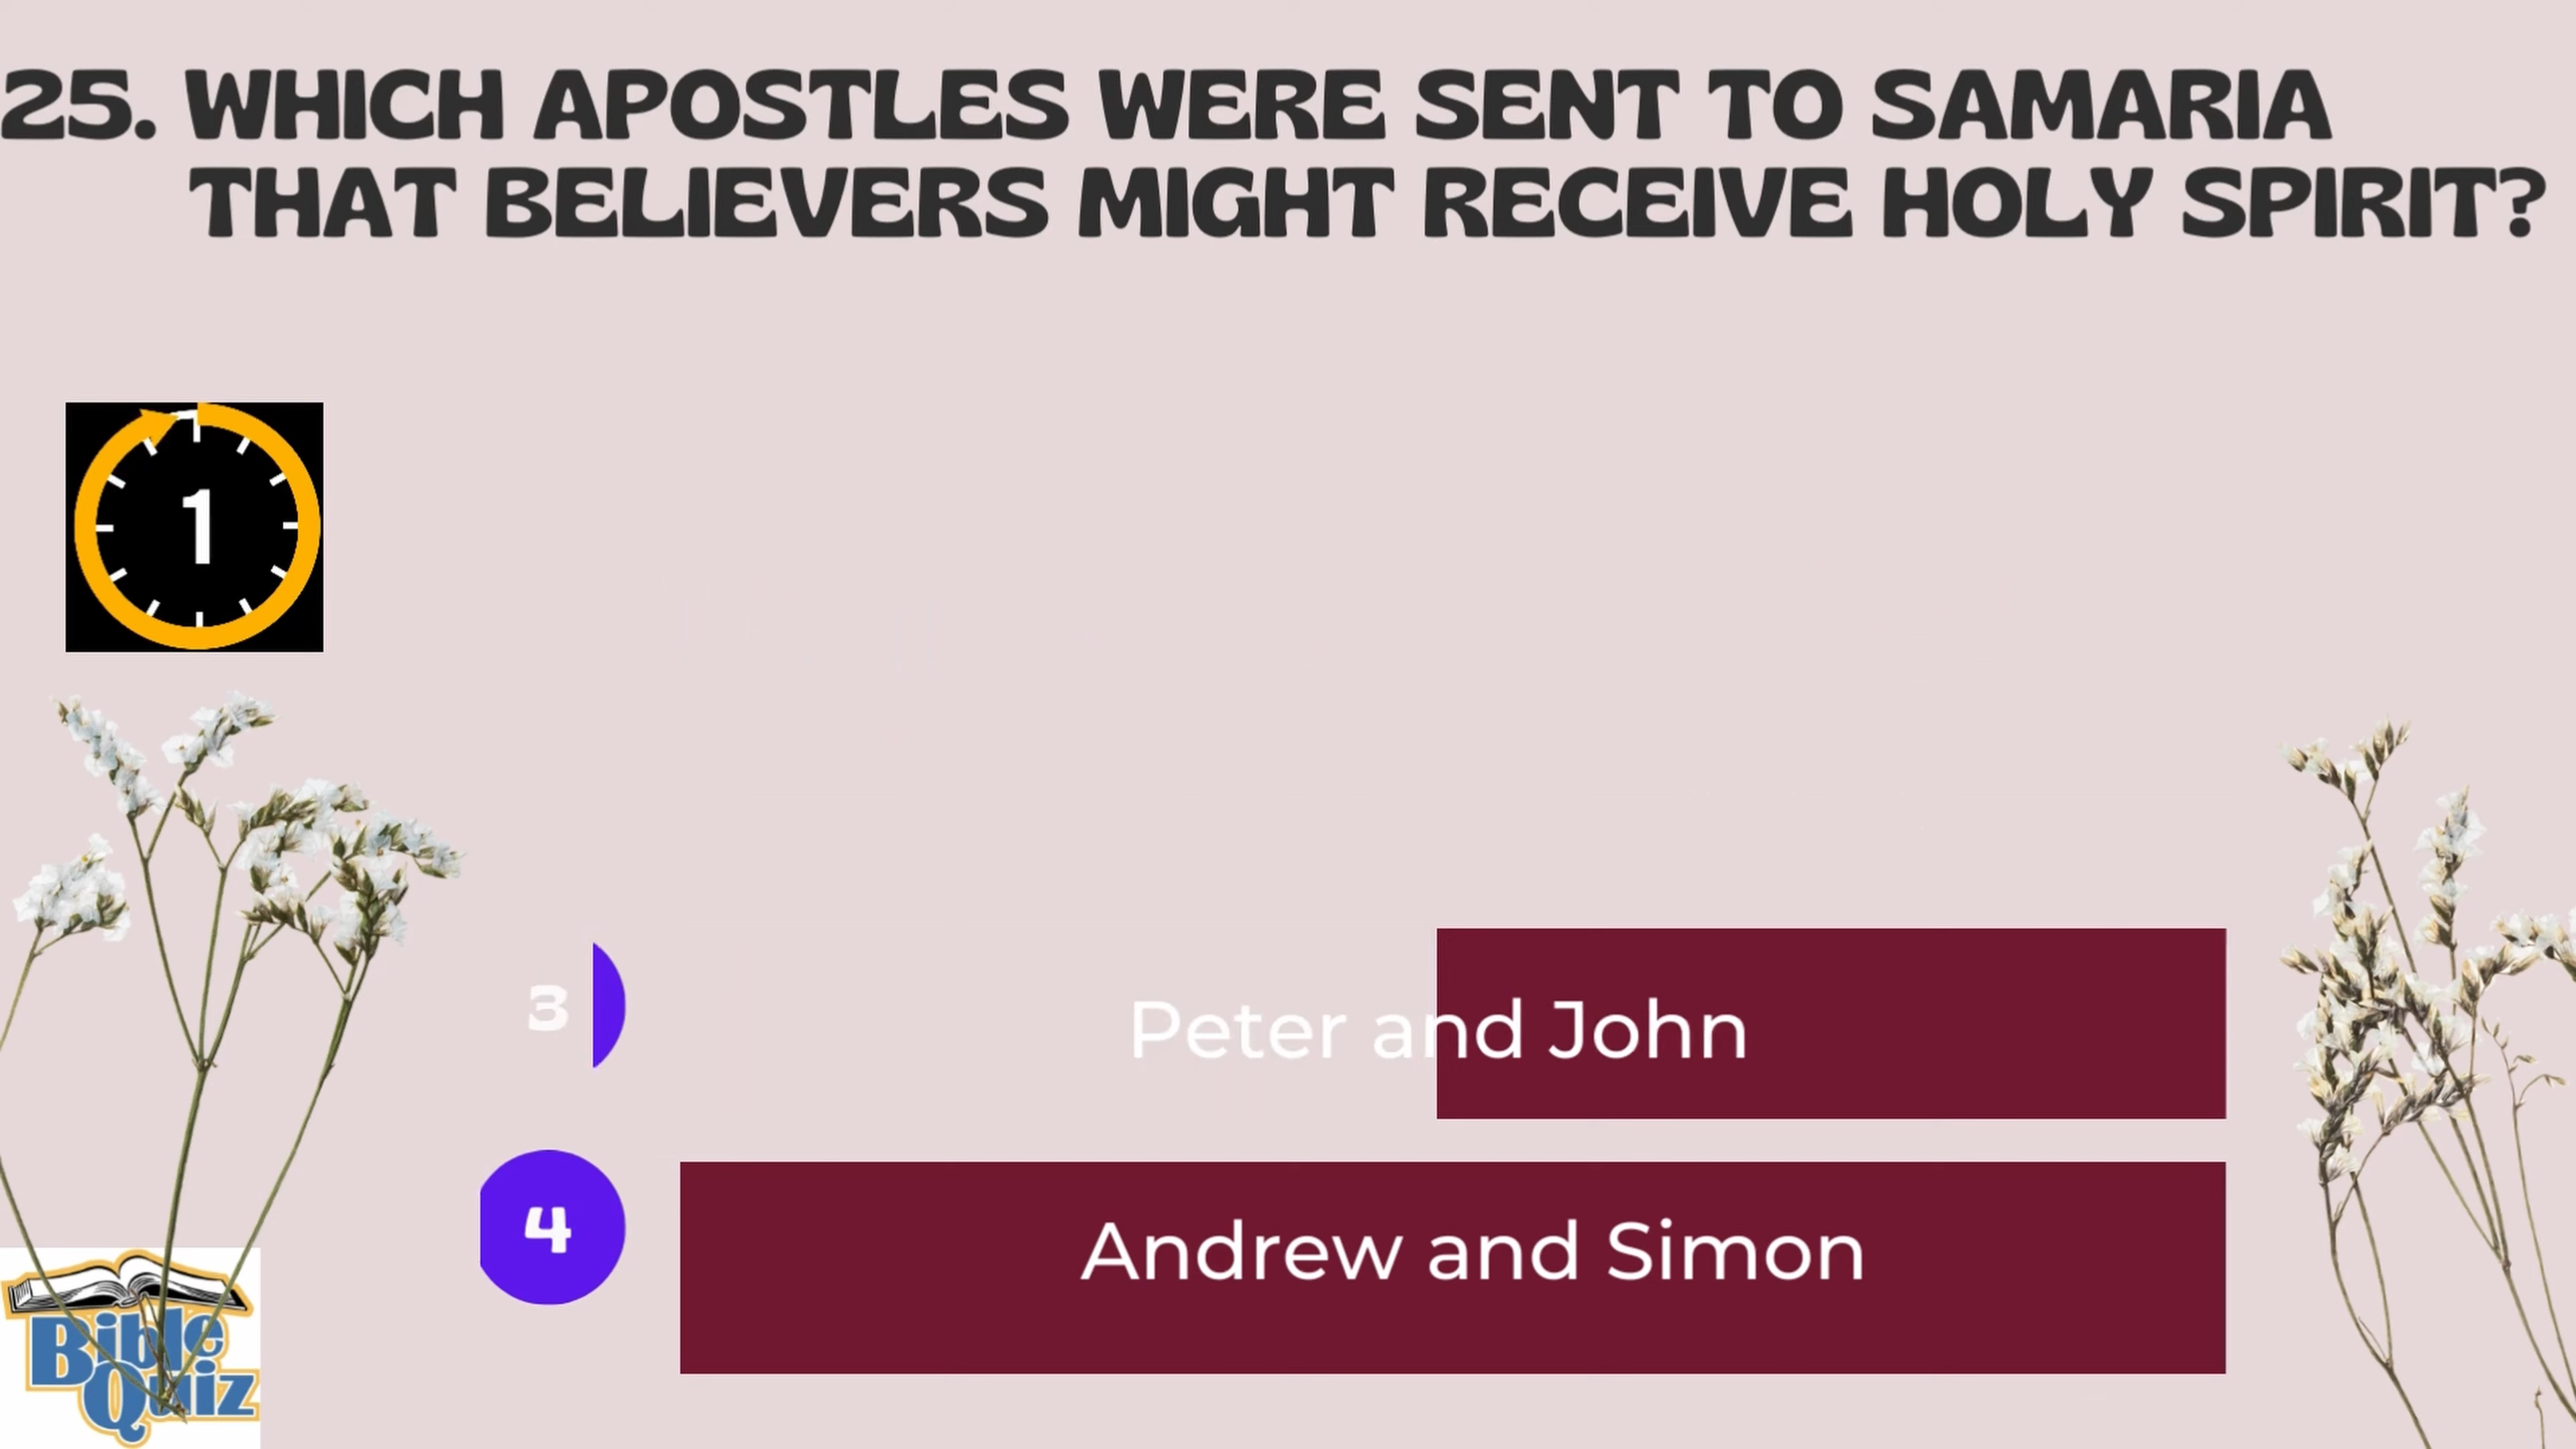 25. WHICH APOSTLES WERE SENT TO SAMARIA
THAT BELIEVERS MIGHT RECEIVE HOLY SPIRIT?
1
3
Peter and John
4
Andrew and Simon
Bible
Quiz